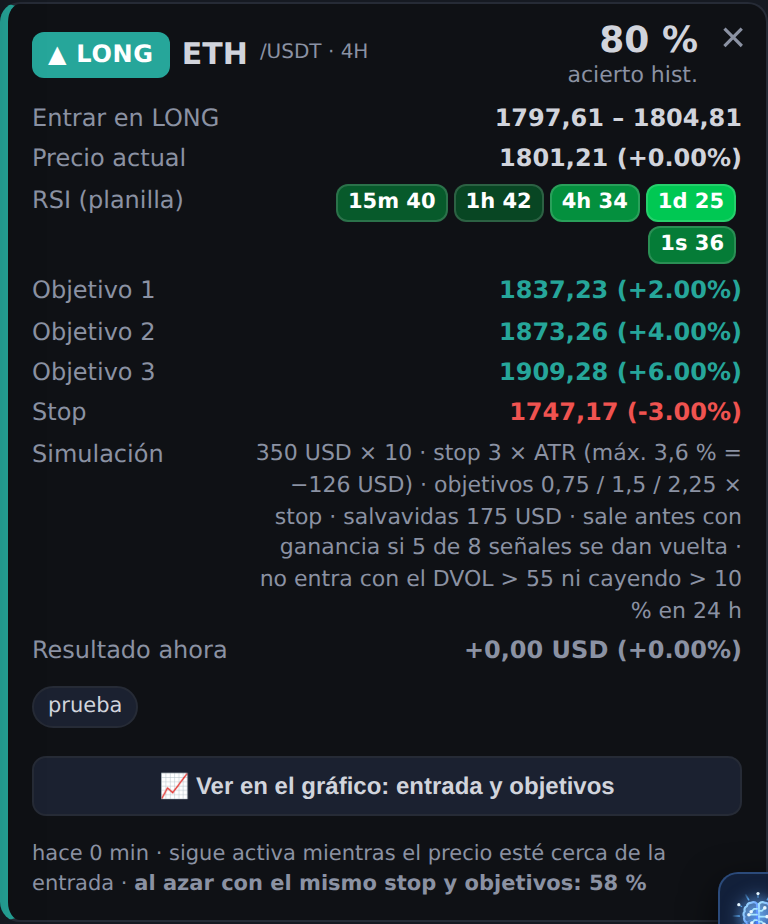 ▲ LONG ETH /USDT · 4H 80 % ×
acierto hist.
Entrar en LONG 1797,61 – 1804,81
Precio actual 1801,21 (+0.00%)
RSI (planilla) 15m 40 1h 42 4h 34 1d 25
1s 36
Objetivo 1 1837,23 (+2.00%)
Objetivo 2 1873,26 (+4.00%)
Objetivo 3 1909,28 (+6.00%)
Stop 1747,17 (-3.00%)
Simulación 350 USD × 10 · stop 3 × ATR (máx. 3,6 % =
−126 USD) · objetivos 0,75 / 1,5 / 2,25 ×
stop · salvavidas 175 USD · sale antes con
ganancia si 5 de 8 señales se dan vuelta ·
no entra con el DVOL > 55 ni cayendo > 10
% en 24 h
Resultado ahora +0,00 USD (+0.00%)
prueba
📈 Ver en el gráfico: entrada y objetivos
hace 0 min · sigue activa mientras el precio esté cerca de la
entrada · al azar con el mismo stop y objetivos: 58 %